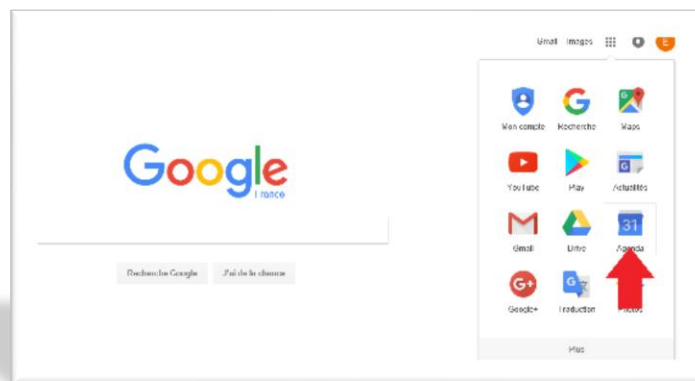 Gmail Images
E
Google
France
Recherche Google J'ai de la chance
Mon compte Recherche Maps
G
YouTube Play Actualités
31
Gmail Drive Agenda
G+
Google+ Traduction Photos
Plus